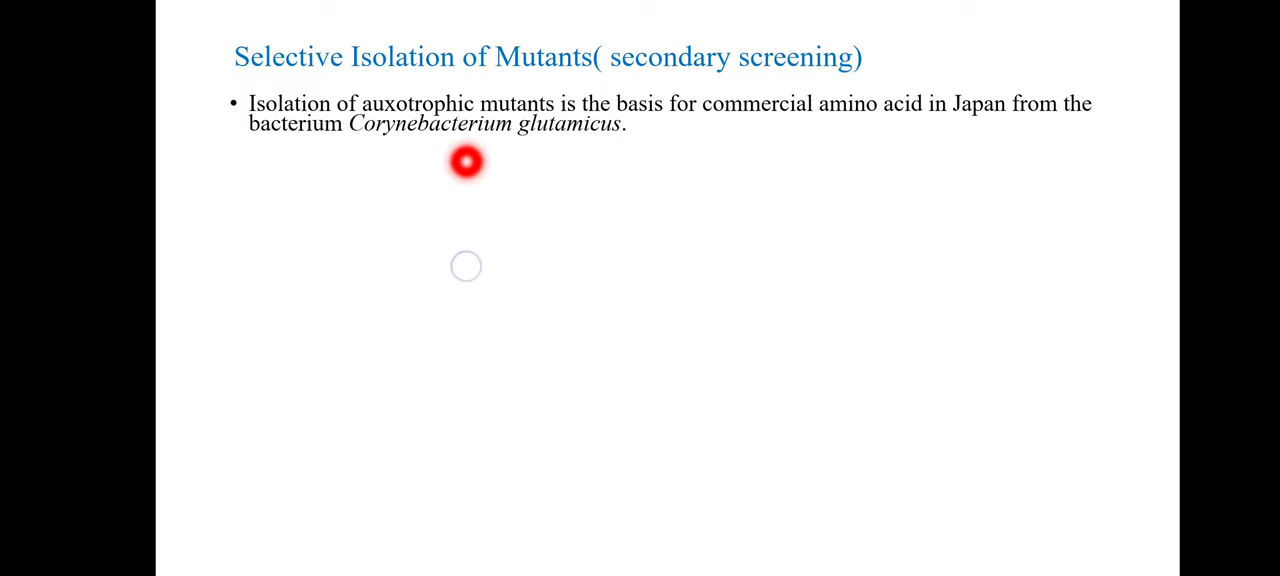 Selective Isolation of Mutants( secondary screening)
• Isolation of auxotrophic mutants is the basis for commercial amino acid in Japan from the
bacterium Corynebacterium glutamicus.